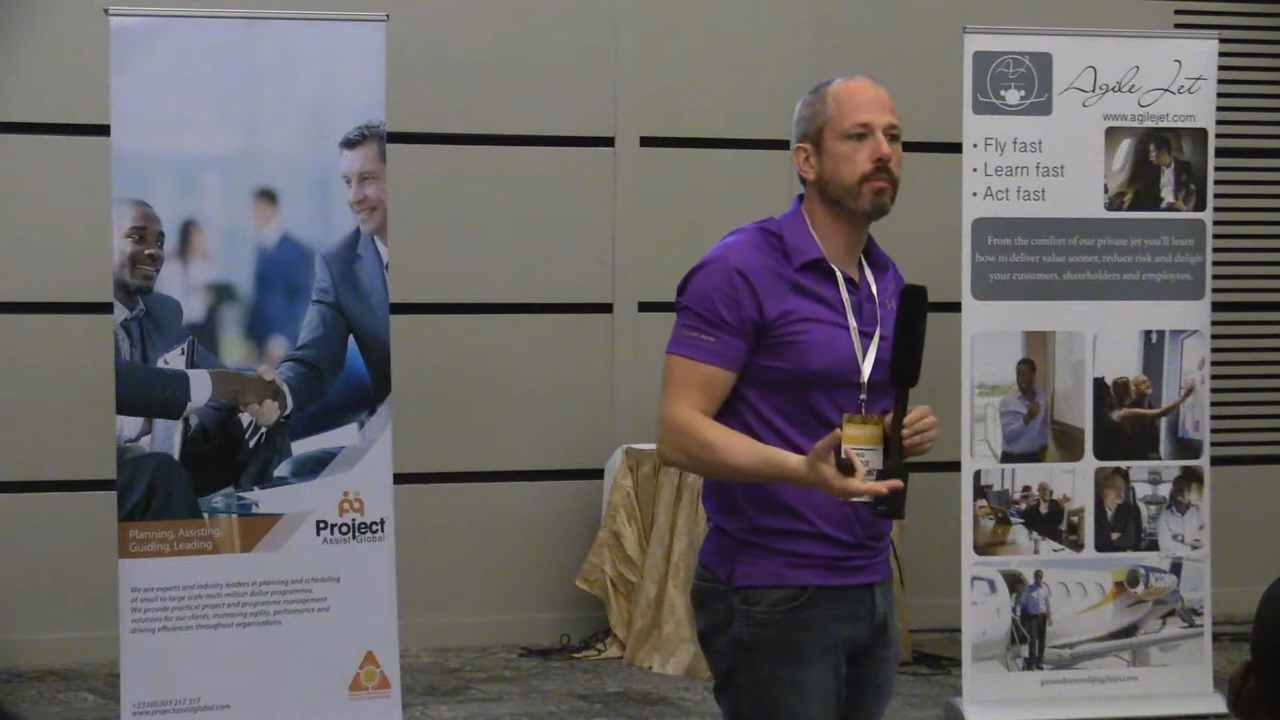 Planning, Assisting,
Guiding, Leading
Project
Assist Global
We are experts and industry leaders in planning and scheduling
of small to large scale multi million dollar programmes.
We provide practical project and programme management
solutions for our clients, increasing agility, performance and
driving efficiencies throughout organisations.
www.projectassistglobal.com
Agile Jet
www.agilejet.com
• Fly fast
• Learn fast
• Act fast
From the comfort of our private jet you'll learn
how to deliver value sooner, reduce risk and delight
your customers, shareholders and employees.
groundcontrol@agilejet.com